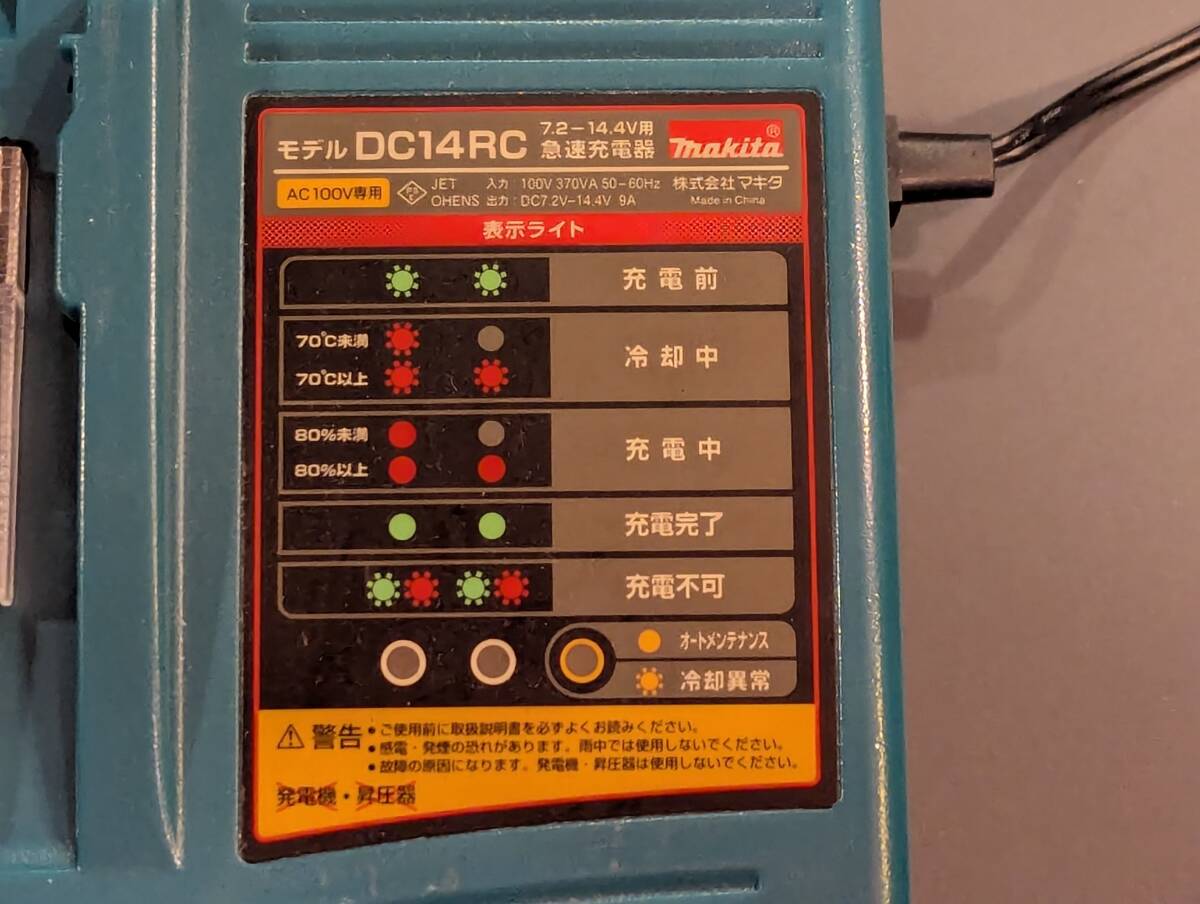 モデル DC14RC 7.2-14.4V用 急速充電器 makita®
AC100V専用 PSE JET OHENS
入力 100V 370VA 50-60Hz
出力 : DC7.2V-14.4V 9A
株式会社マキタ
Made in China
表示ライト
充電前
70℃未満
70℃以上
冷却中
80%未満
80%以上
充電中
充電完了
充電不可
オートメンテナンス
冷却異常
警告
●ご使用前に取扱説明書を必ずよくお読みください。
●感電・発煙の恐れがあります。雨中では使用しないでください。
●故障の原因になります。発電機・昇圧器は使用しないでください。
発電機・昇圧器